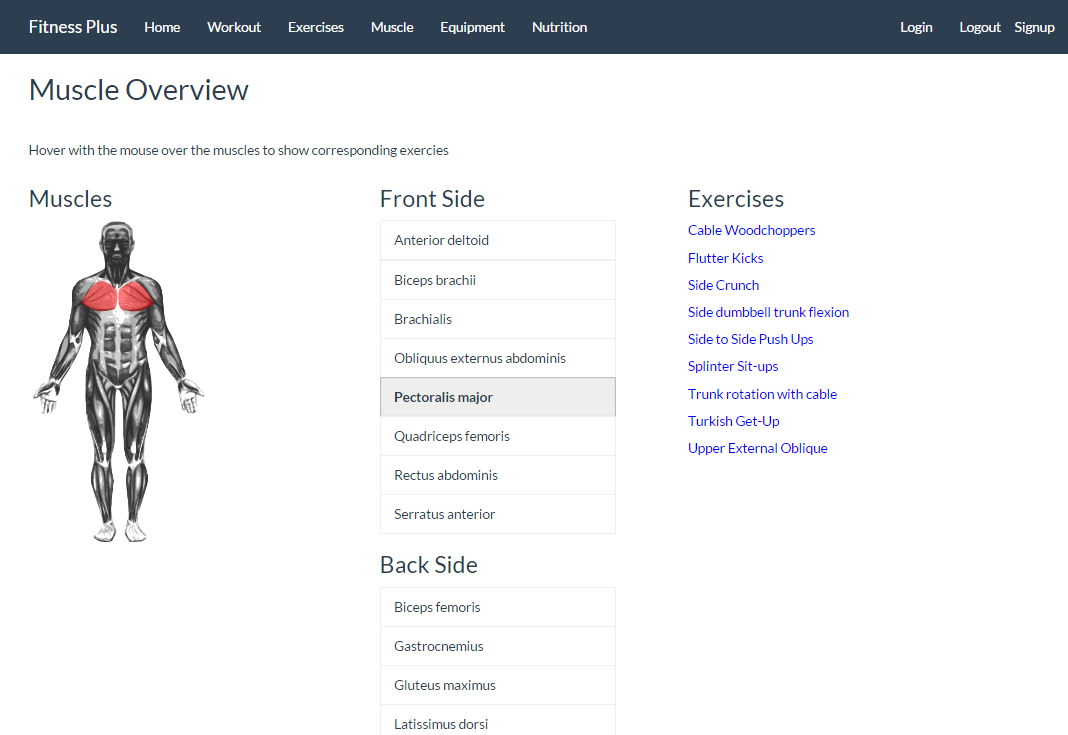 Fitness Plus Home Workout Exercises Muscle Equipment Nutrition Login Logout Signup
Muscle Overview
Hover with the mouse over the muscles to show corresponding exercies
Muscles
Front Side
Anterior deltoid
Biceps brachii
Brachialis
Obliquus externus abdominis
Pectoralis major
Quadriceps femoris
Rectus abdominis
Serratus anterior
Back Side
Biceps femoris
Gastrocnemius
Gluteus maximus
Latissimus dorsi
Exercises
Cable Woodchoppers
Flutter Kicks
Side Crunch
Side dumbbell trunk flexion
Side to Side Push Ups
Splinter Sit-ups
Trunk rotation with cable
Turkish Get-Up
Upper External Oblique